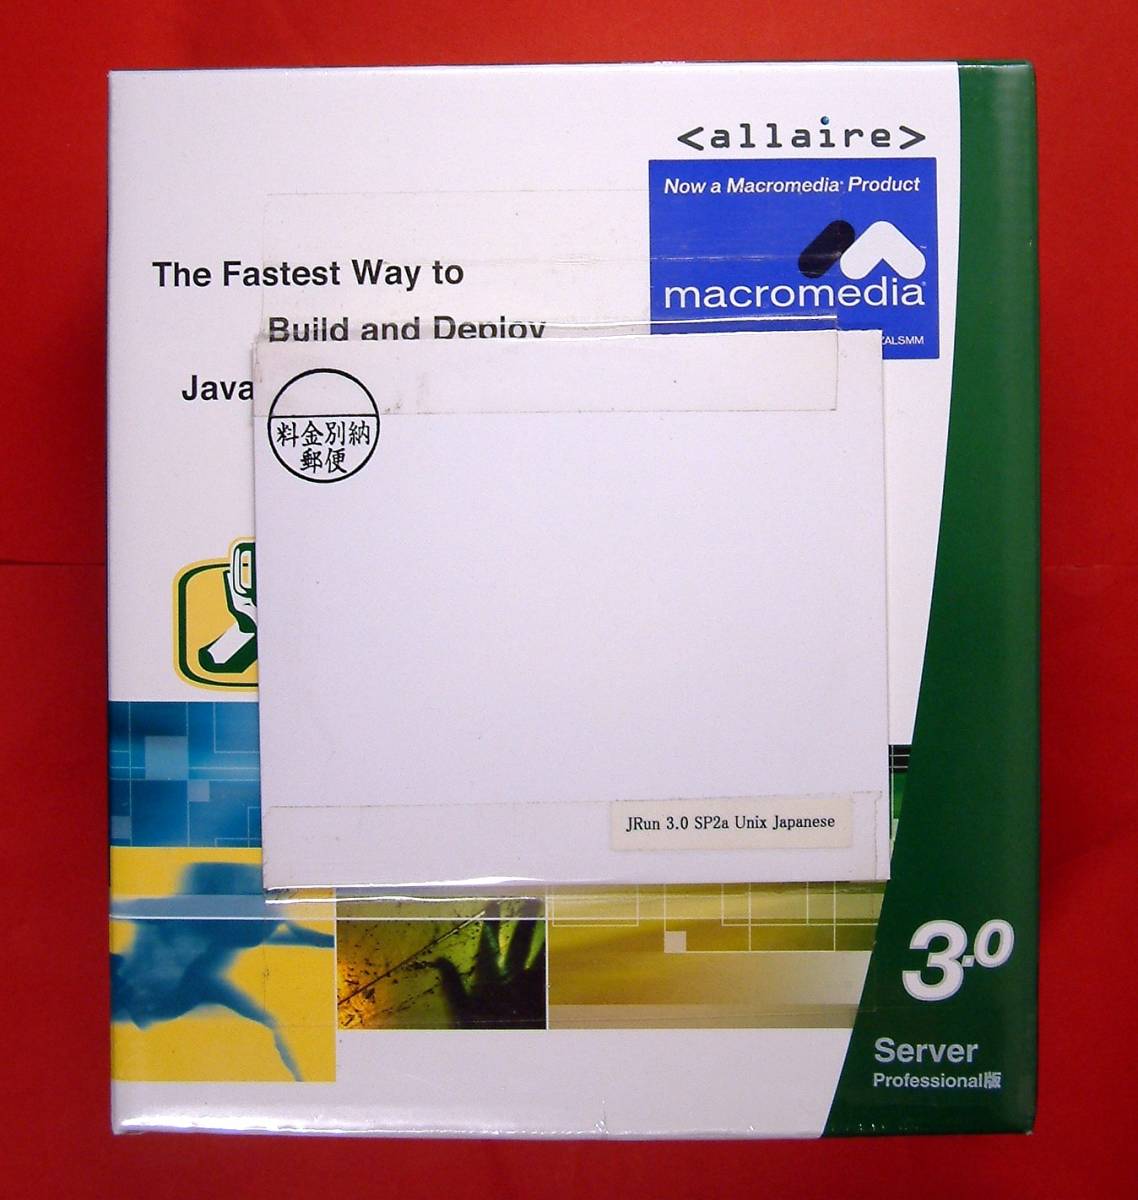 <allaire>
Now a Macromedia Product
macromedia®
ZALSMM
The Fastest Way to
Build and Deploy
Java
料金別納
郵便
JRun 3.0 SP2a Unix Japanese
3.0
Server
Professional版